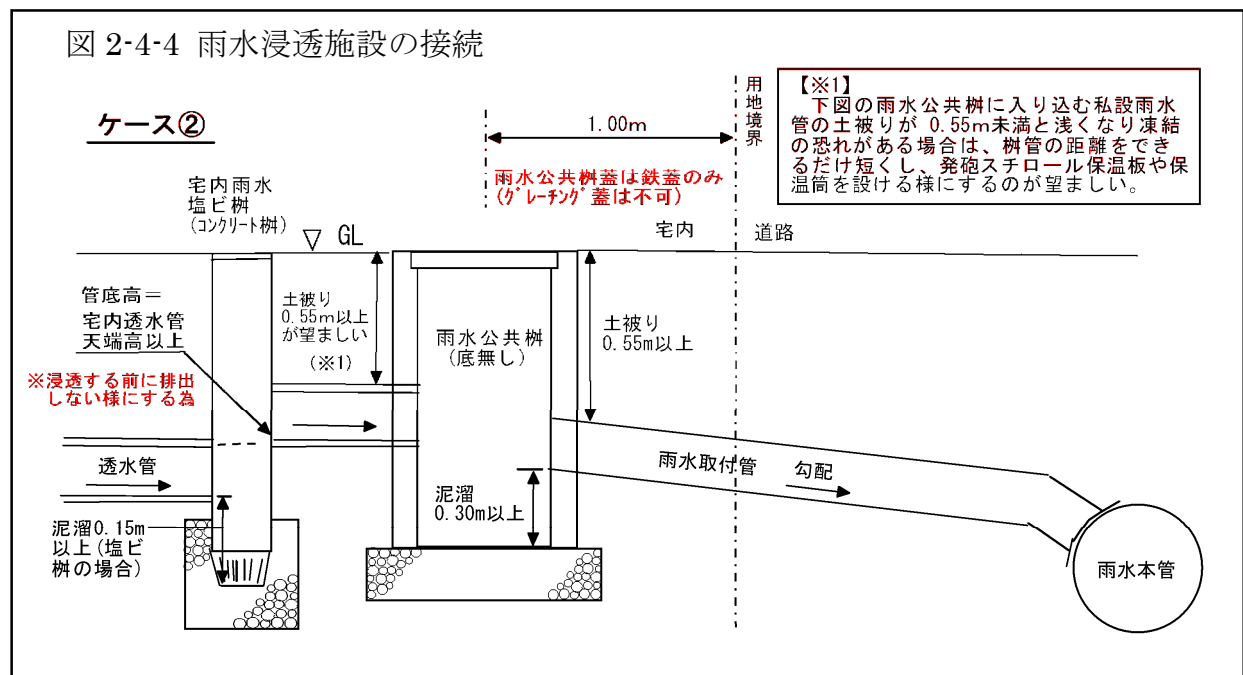 図 2-4-4 雨水浸透施設の接続
ケース②
1.00m
用地境界
【※1】
下図の雨水公共桝に入り込む私設雨水
管の土被りが 0.55m未満と浅くなり凍結
の恐れがある場合は、桝管の距離をでき
るだけ短くし、発砲スチロール保温板や保
温筒を設ける様にするのが望ましい。
雨水公共桝蓋は鉄蓋のみ
(ｸﾞﾚｰﾁﾝｸﾞ蓋は不可)
宅内雨水
塩ビ桝
(ｺﾝｸﾘｰﾄ桝)
GL
宅内
道路
管底高＝
宅内透水管
天端高以上
※浸透する前に排出
しない様にする為
土被り
0.55m以上
が望ましい
(※1)
雨水公共桝
(底無し)
土被り
0.55m以上
透水管
雨水取付管
勾配
泥溜
0.30m以上
泥溜0.15m
以上(塩ビ
桝の場合)
雨水本管